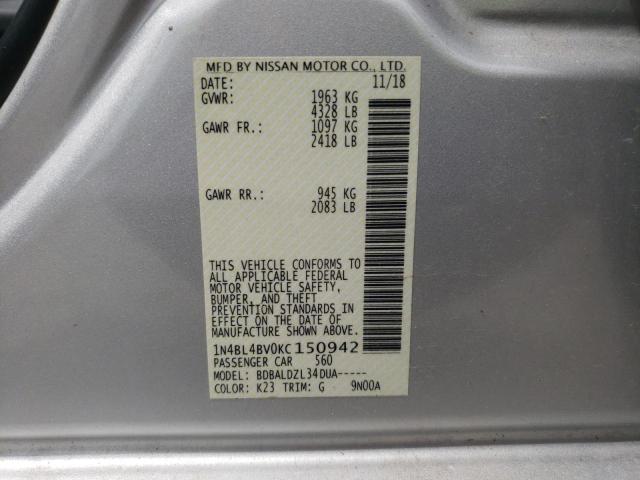 MFD BY NISSAN MOTOR CO., LTD.
DATE: 11/18
GVWR: 1963 KG
4328 LB
GAWR FR.: 1097 KG
2418 LB
GAWR RR.: 945 KG
2083 LB
THIS VEHICLE CONFORMS TO
ALL APPLICABLE FEDERAL
MOTOR VEHICLE SAFETY,
BUMPER, AND THEFT
PREVENTION STANDARDS IN
EFFECT ON THE DATE OF
MANUFACTURE SHOWN ABOVE.
1N4BL4BV0KC150942
PASSENGER CAR 560
MODEL: BDBALDZL34DUA-----
COLOR: K23 TRIM: G 9N00A